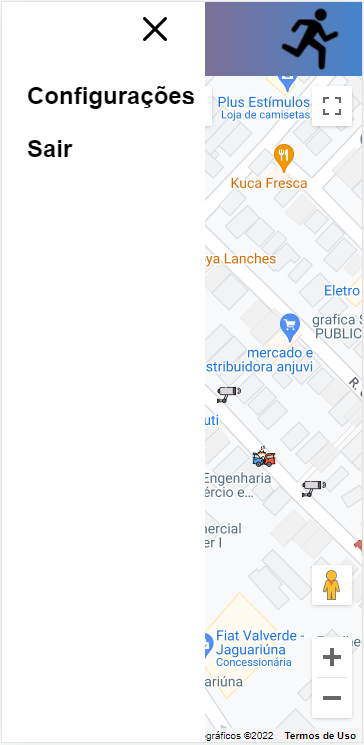 Configurações
Sair
Plus Estímulos
Loja de camisetas
Kuca Fresca
ya Lanches
Eletro
grafica S
PUBLIC
mercado e
stribuidora anjuvi
R.
uti
Engenharia
ércio e...
nercial
er I
Fiat Valverde -
Jaguariúna
Concessionária
ariúna
gráficos ©2022
Termos de Uso